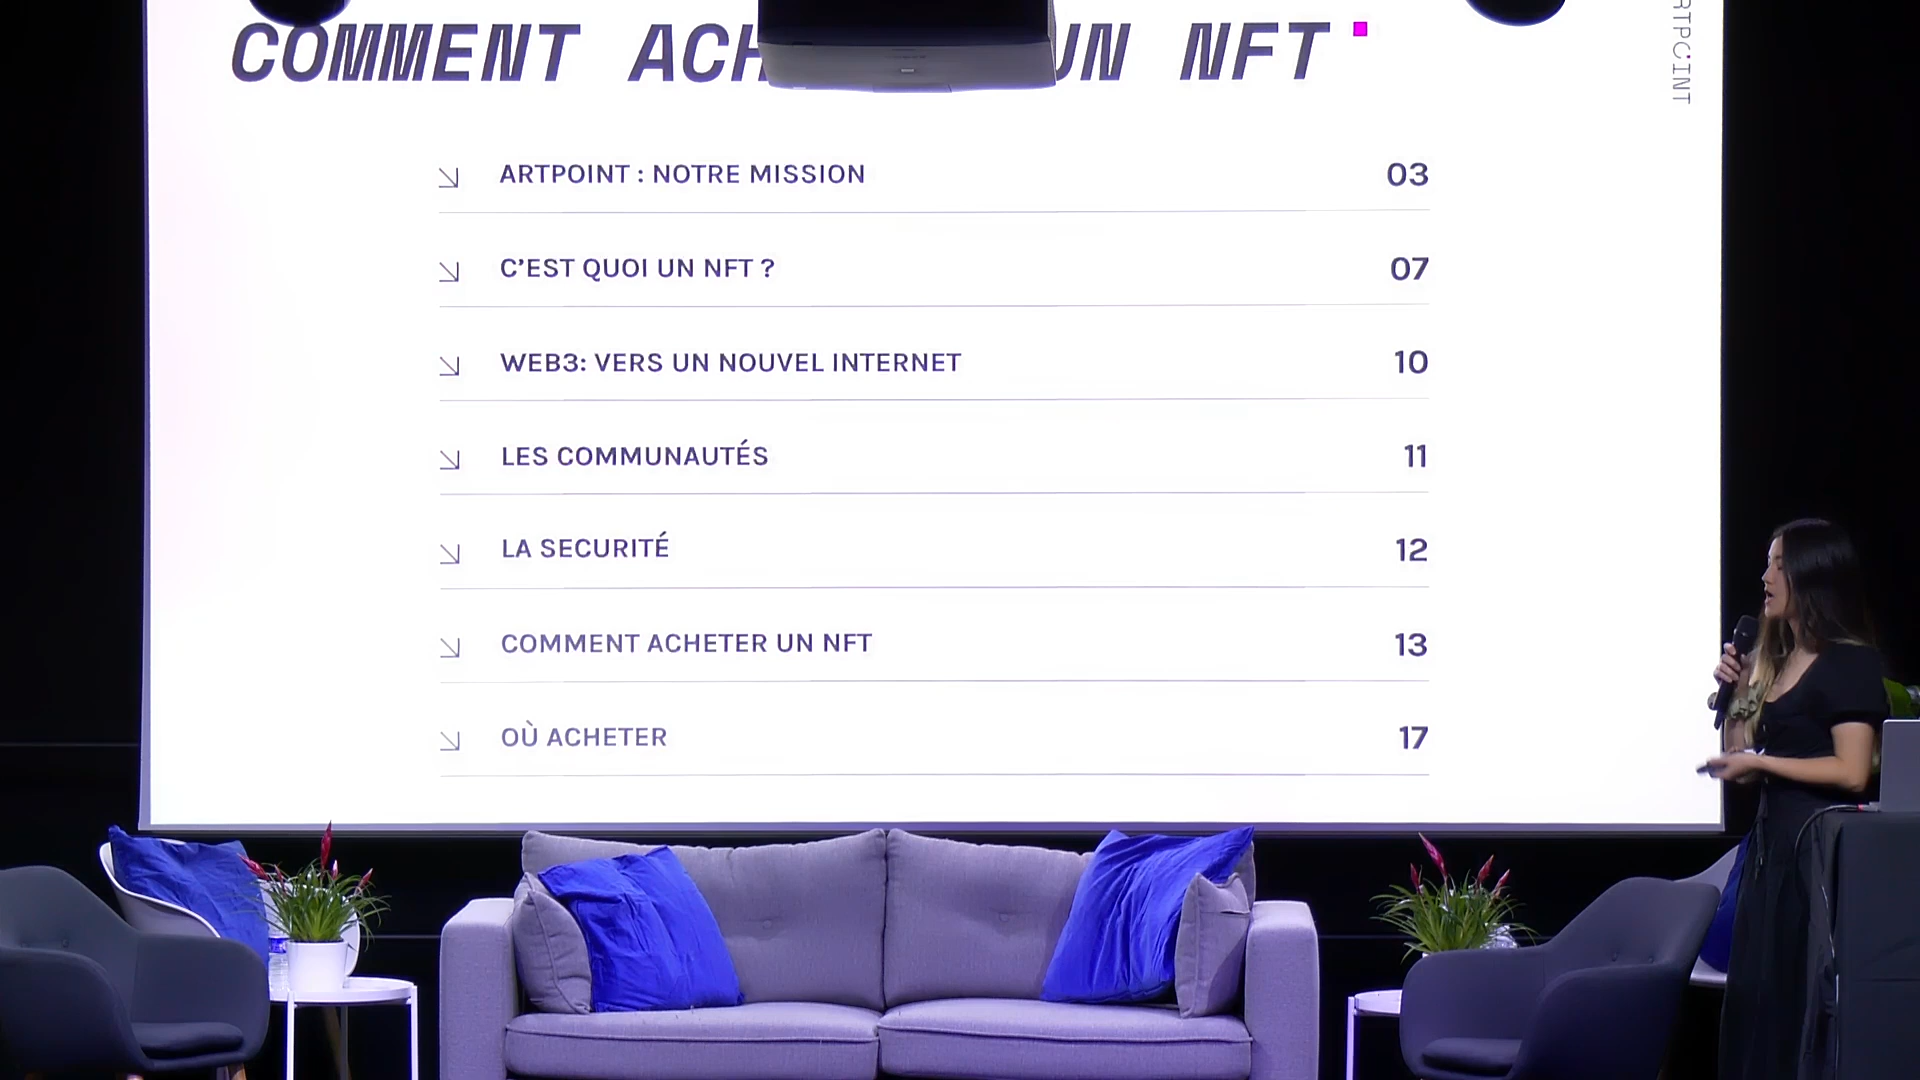 COMMENT ACH UN NFT
RTPOINT
ARTPOINT : NOTRE MISSION 03
C'EST QUOI UN NFT ? 07
WEB3: VERS UN NOUVEL INTERNET 10
LES COMMUNAUTÉS 11
LA SECURITÉ 12
COMMENT ACHETER UN NFT 13
OÙ ACHETER 17